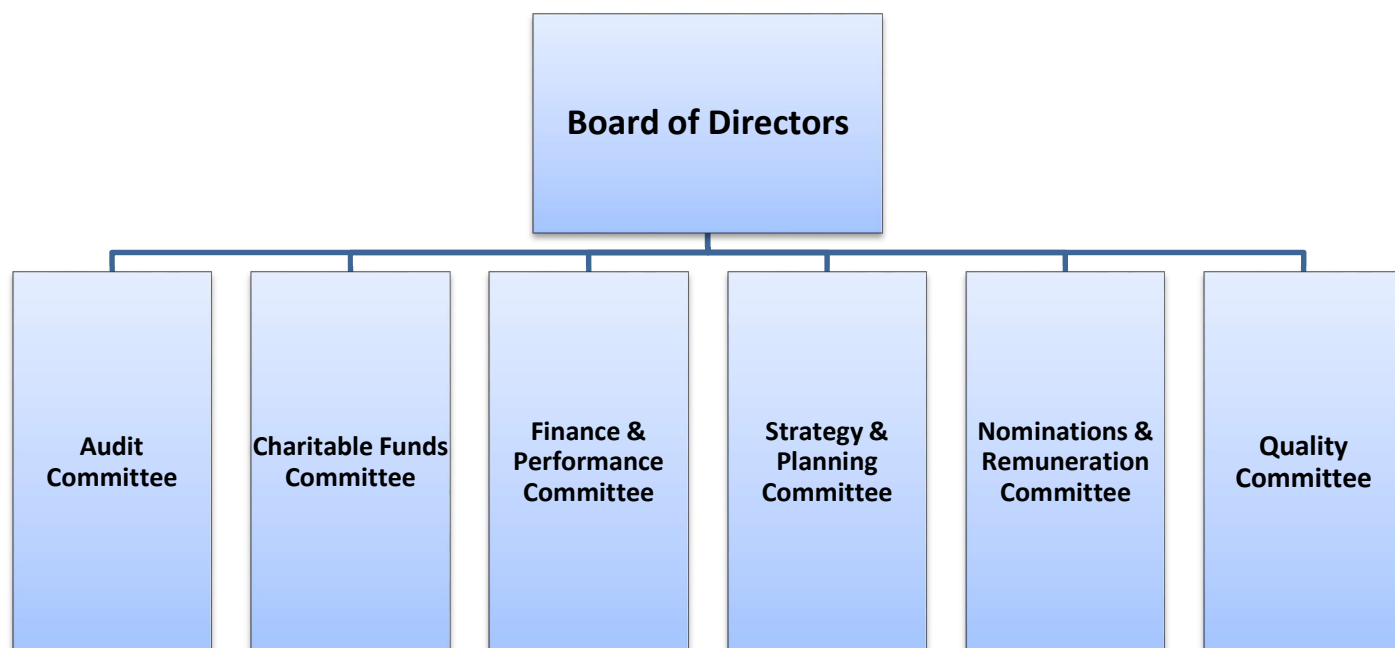 Board of Directors
Audit
Committee
Charitable Funds
Committee
Finance &
Performance
Committee
Strategy &
Planning
Committee
Nominations &
Remuneration
Committee
Quality
Committee